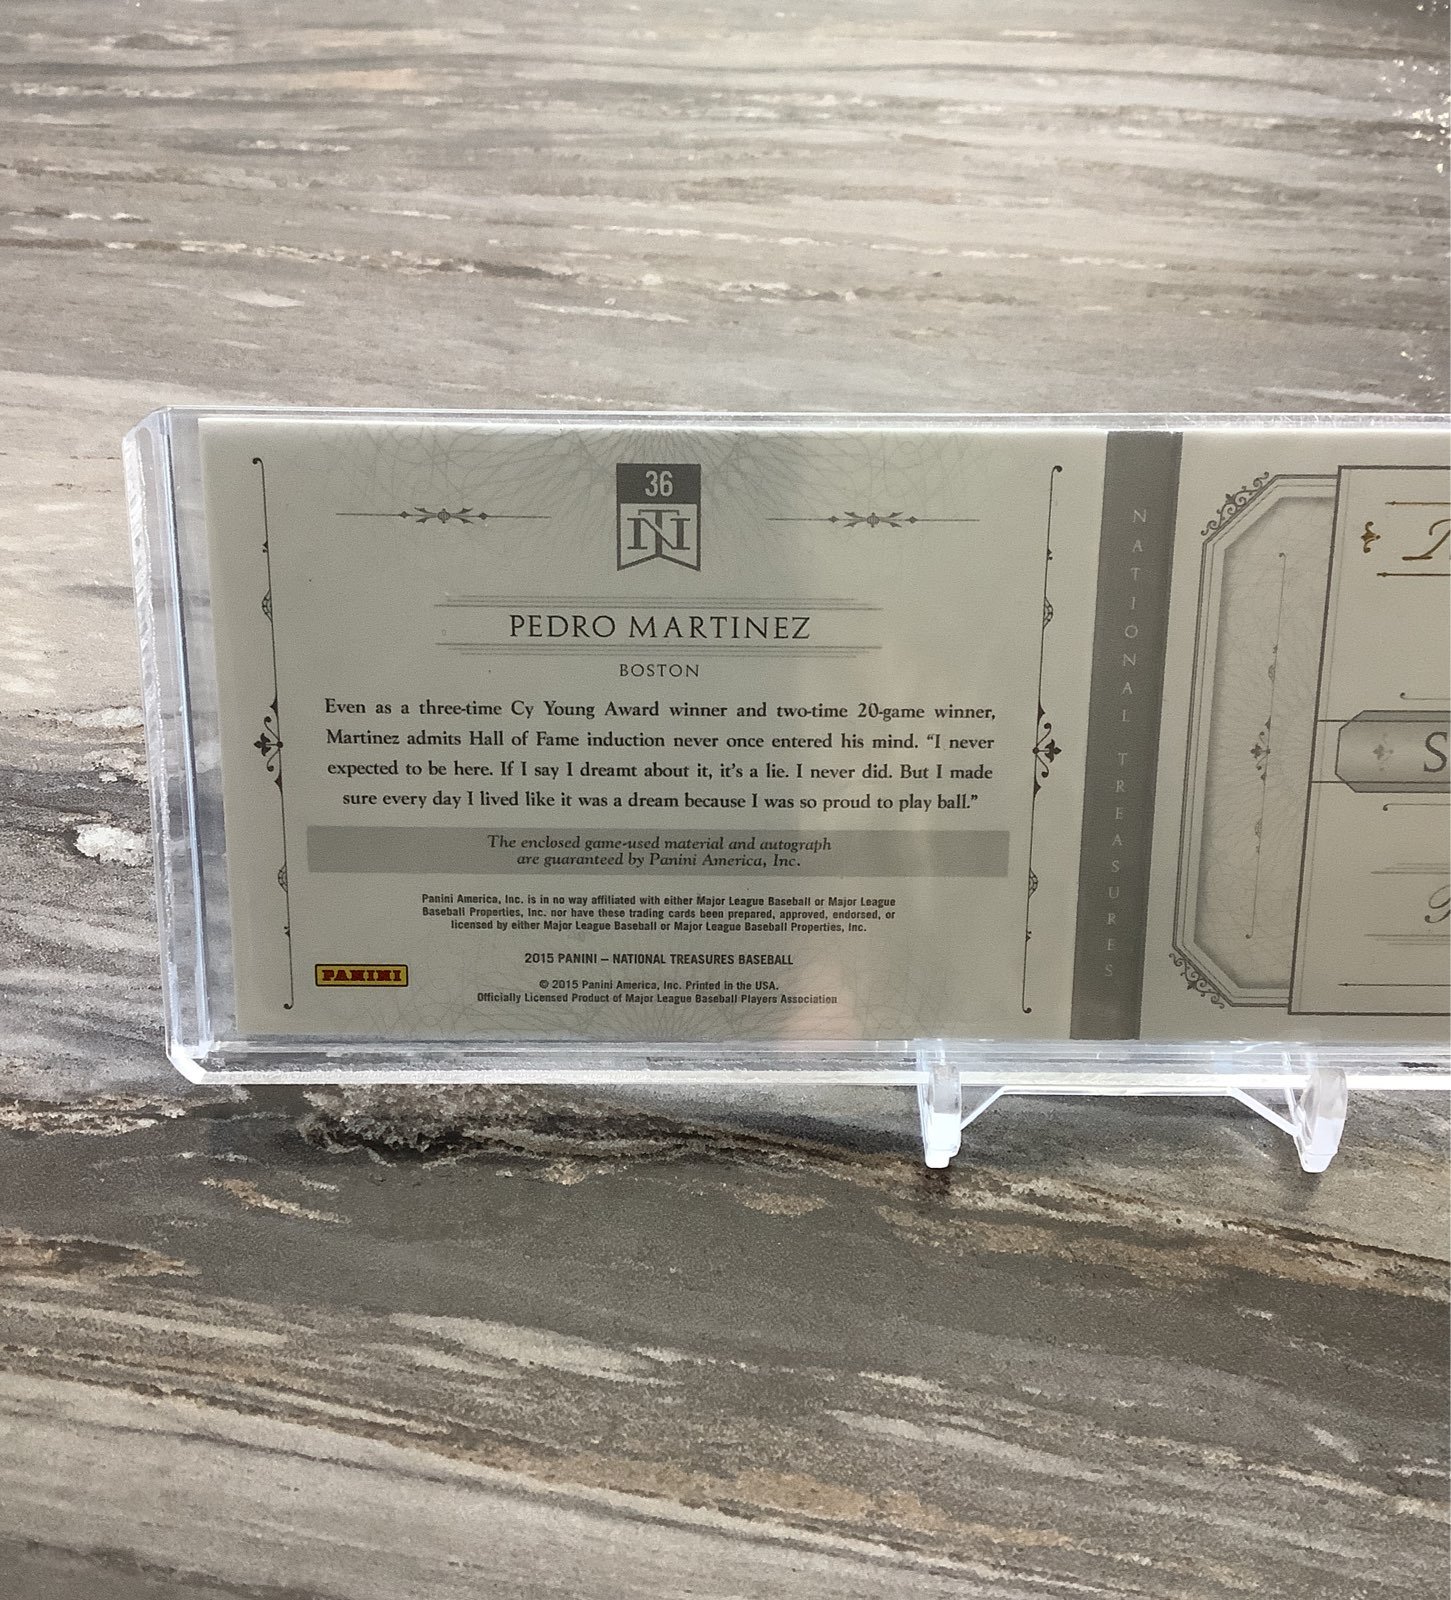 36
NT
PEDRO MARTINEZ
BOSTON
Even as a three-time Cy Young Award winner and two-time 20-game winner,
Martinez admits Hall of Fame induction never once entered his mind. “I never
expected to be here. If I say I dreamt about it, it’s a lie. I never did. But I made
sure every day I lived like it was a dream because I was so proud to play ball.”
The enclosed game-used material and autograph
are guaranteed by Panini America, Inc.
Panini America, Inc. is in no way affiliated with either Major League Baseball or Major League
Baseball Properties, Inc. nor have these trading cards been prepared, approved, endorsed, or
licensed by either Major League Baseball or Major League Baseball Properties, Inc.
2015 PANINI – NATIONAL TREASURES BASEBALL
PANINI
© 2015 Panini America, Inc. Printed in the USA.
Officially Licensed Product of Major League Baseball Players Association
NATIONAL TREASURES
S